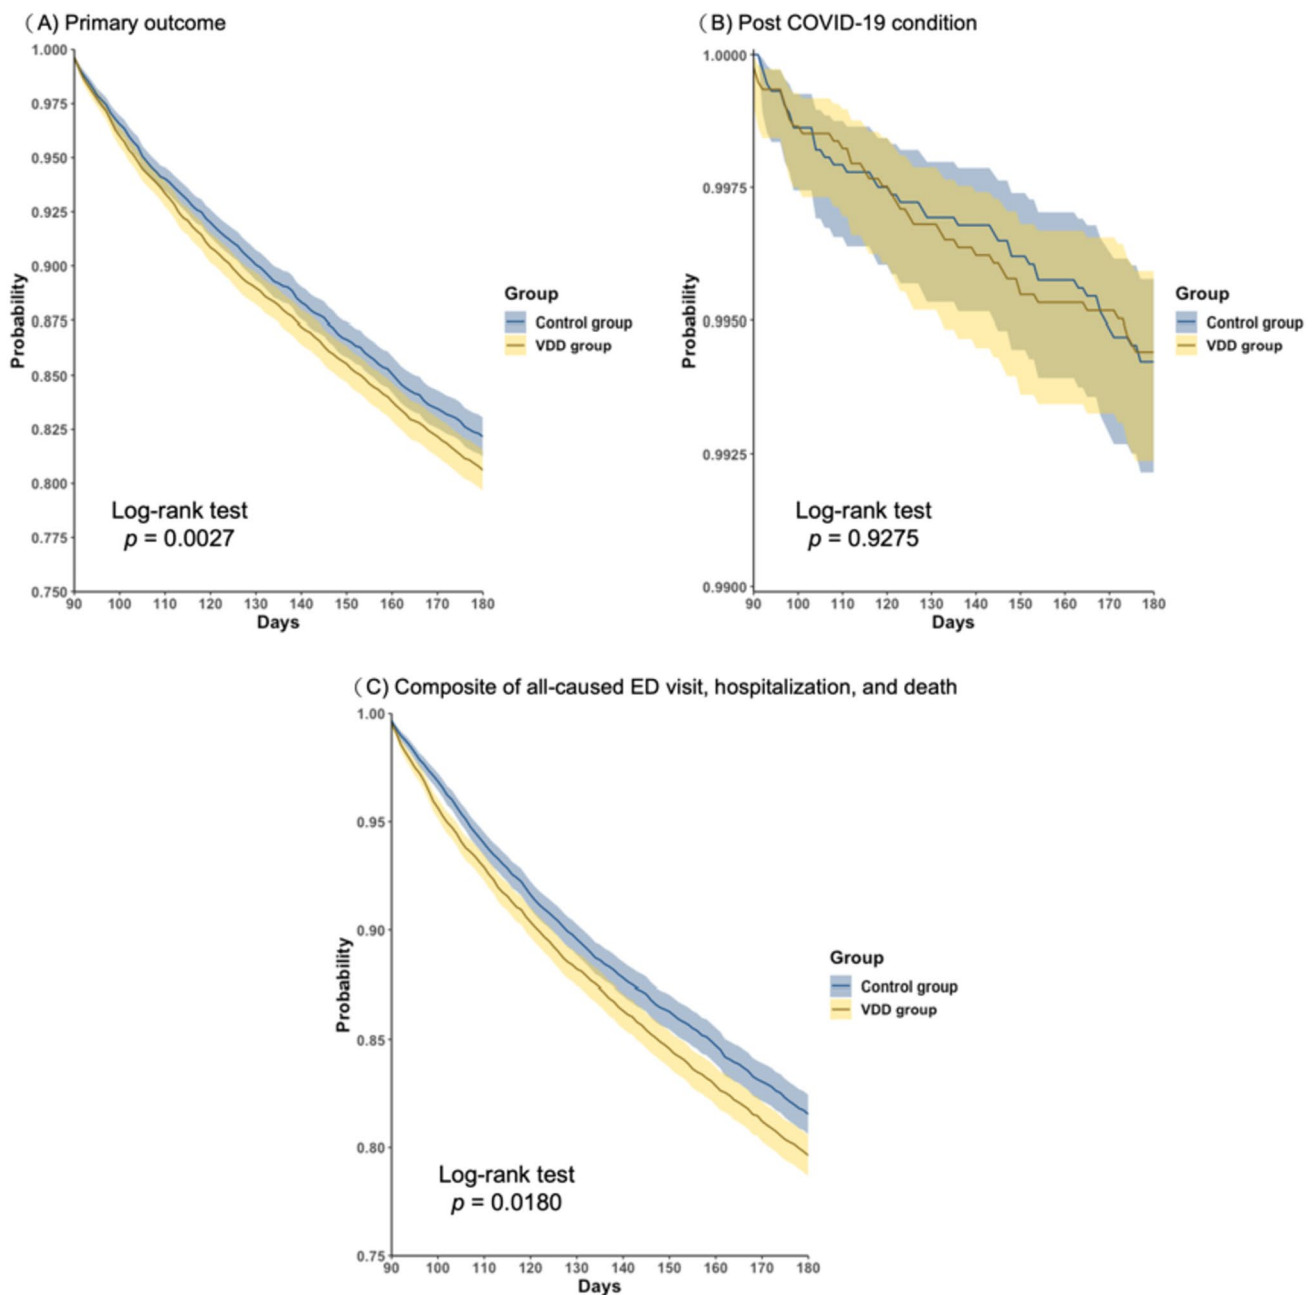 （A) Primary outcome
1.000
0.975
0.950
0.925
0.900
0.875
0.850
0.825
0.800
0.775
0.750
Probability
90 100 110 120 130 140 150 160 170 180
Days
Log-rank test
p = 0.0027
Group
Control group
VDD group
（B) Post COVID-19 condition
1.0000
0.9975
0.9950
0.9925
0.9900
Probability
90 100 110 120 130 140 150 160 170 180
Days
Log-rank test
p = 0.9275
Group
Control group
VDD group
（C) Composite of all-caused ED visit, hospitalization, and death
1.00
0.95
0.90
0.85
0.80
0.75
Probability
90 100 110 120 130 140 150 160 170 180
Days
Log-rank test
p = 0.0180
Group
Control group
VDD group